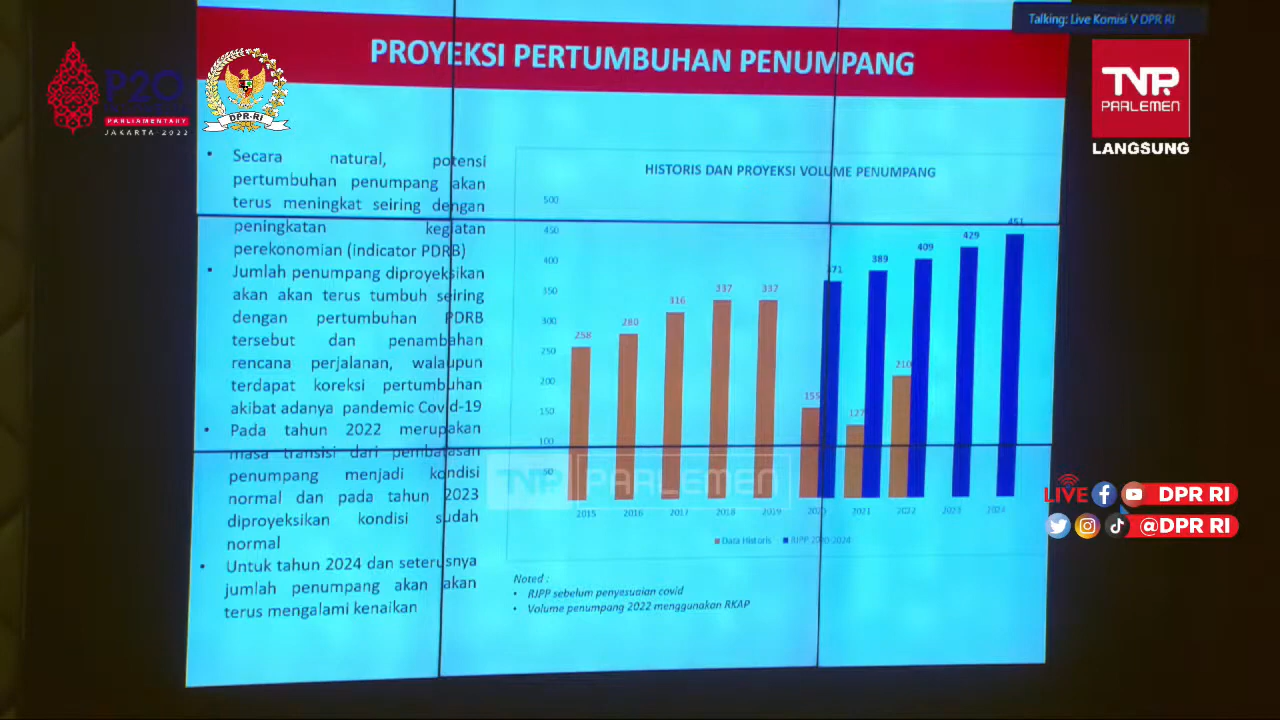 Talking: Live Komisi V DPR RI
PROYEKSI PERTUMBUHAN PENUMPANG
P20
PARLIAMENTARY
JAKARTA-2022
DPR-RI
TVR
PARLEMEN
LANGSUNG
• Secara natural, potensi
pertumbuhan penumpang akan
terus meningkat seiring dengan
peningkatan kegiatan
perekonomian (indicator PDRB)
• Jumlah penumpang diproyeksikan
akan akan terus tumbuh seiring
dengan pertumbuhan PDRB
tersebut dan penambahan
rencana perjalanan, walaupun
terdapat koreksi pertumbuhan
akibat adanya pandemic Covid-19
• Pada tahun 2022 merupakan
masa transisi dari pembatasan
penumpang menjadi kondisi
normal dan pada tahun 2023
diproyeksikan kondisi sudah
normal
• Untuk tahun 2024 dan seterusnya
jumlah penumpang akan akan
terus mengalami kenaikan
HISTORIS DAN PROYEKSI VOLUME PENUMPANG
500
450
400
350
300
250
200
150
100
50
258
280
316
337
337
155
371
127
389
210
409
429
451
2015 2016 2017 2018 2019 2020 2021 2022 2023 2024
Data Historis RJPP 2020-2024
Noted :
• RJPP sebelum penyesuaian covid
• Volume penumpang 2022 menggunakan RKAP
TVR PARLEMEN
LIVE DPR RI
@DPR RI